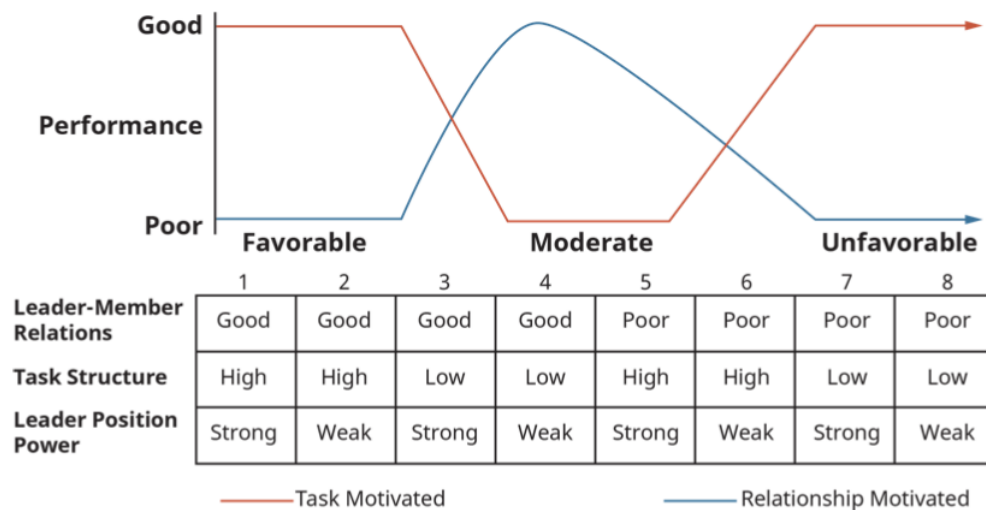 Good
Performance
Poor
Favorable Moderate Unfavorable
1 2 3 4 5 6 7 8
Leader-Member
Relations
Good Good Good Good Poor Poor Poor Poor
Task Structure High High Low Low High High Low Low
Leader Position
Power
Strong Weak Strong Weak Strong Weak Strong Weak
Task Motivated Relationship Motivated